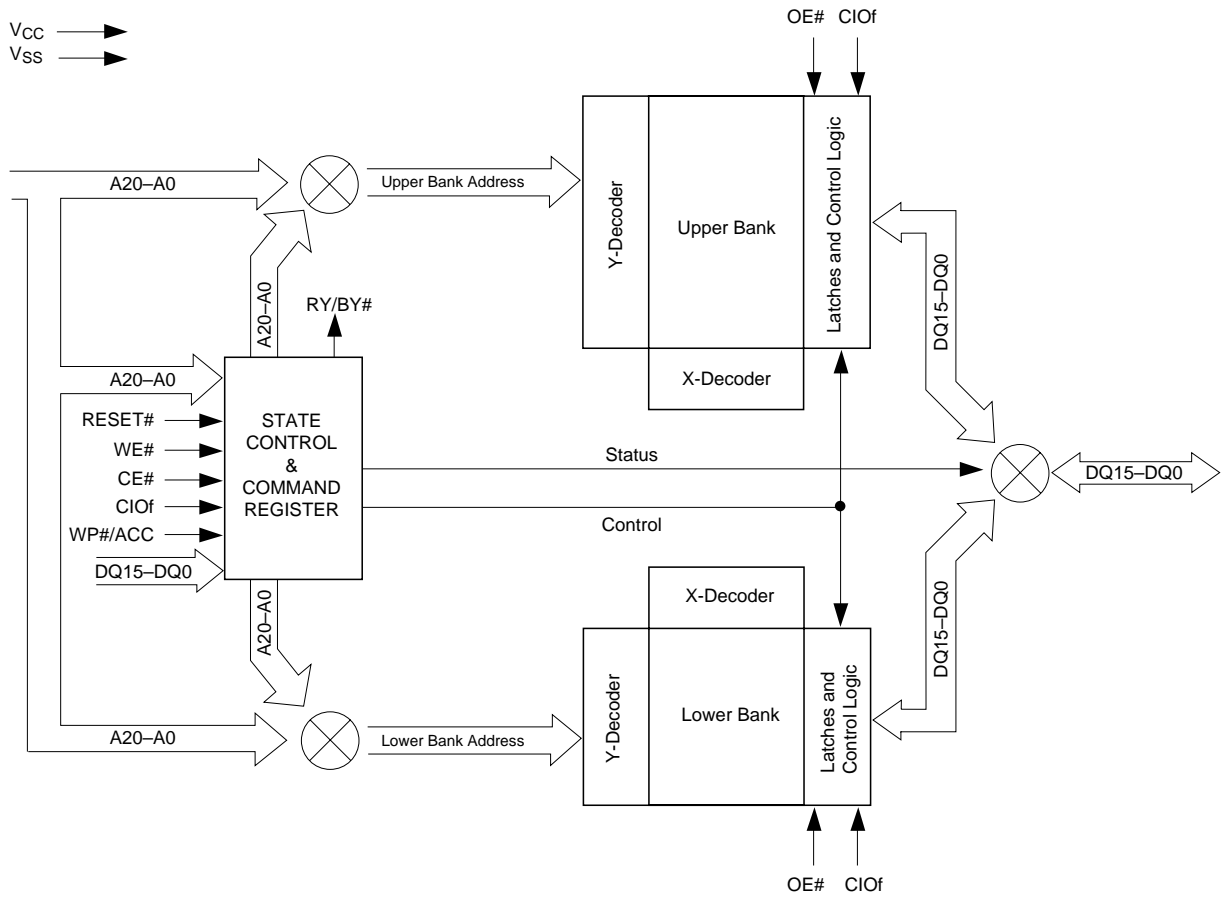 OE# CIOf
VCC
VSS
A20–A0
Upper Bank Address
Y-Decoder
Upper Bank
Latches and Control Logic
X-Decoder
DQ15–DQ0
A20–A0
RY/BY#
A20–A0
RESET#
WE#
CE#
CIOf
WP#/ACC
DQ15–DQ0
STATE
CONTROL
&
COMMAND
REGISTER
Status
Control
DQ15–DQ0
A20–A0
X-Decoder
DQ15–DQ0
A20–A0
Lower Bank Address
Y-Decoder
Lower Bank
Latches and
Control Logic
OE# CIOf